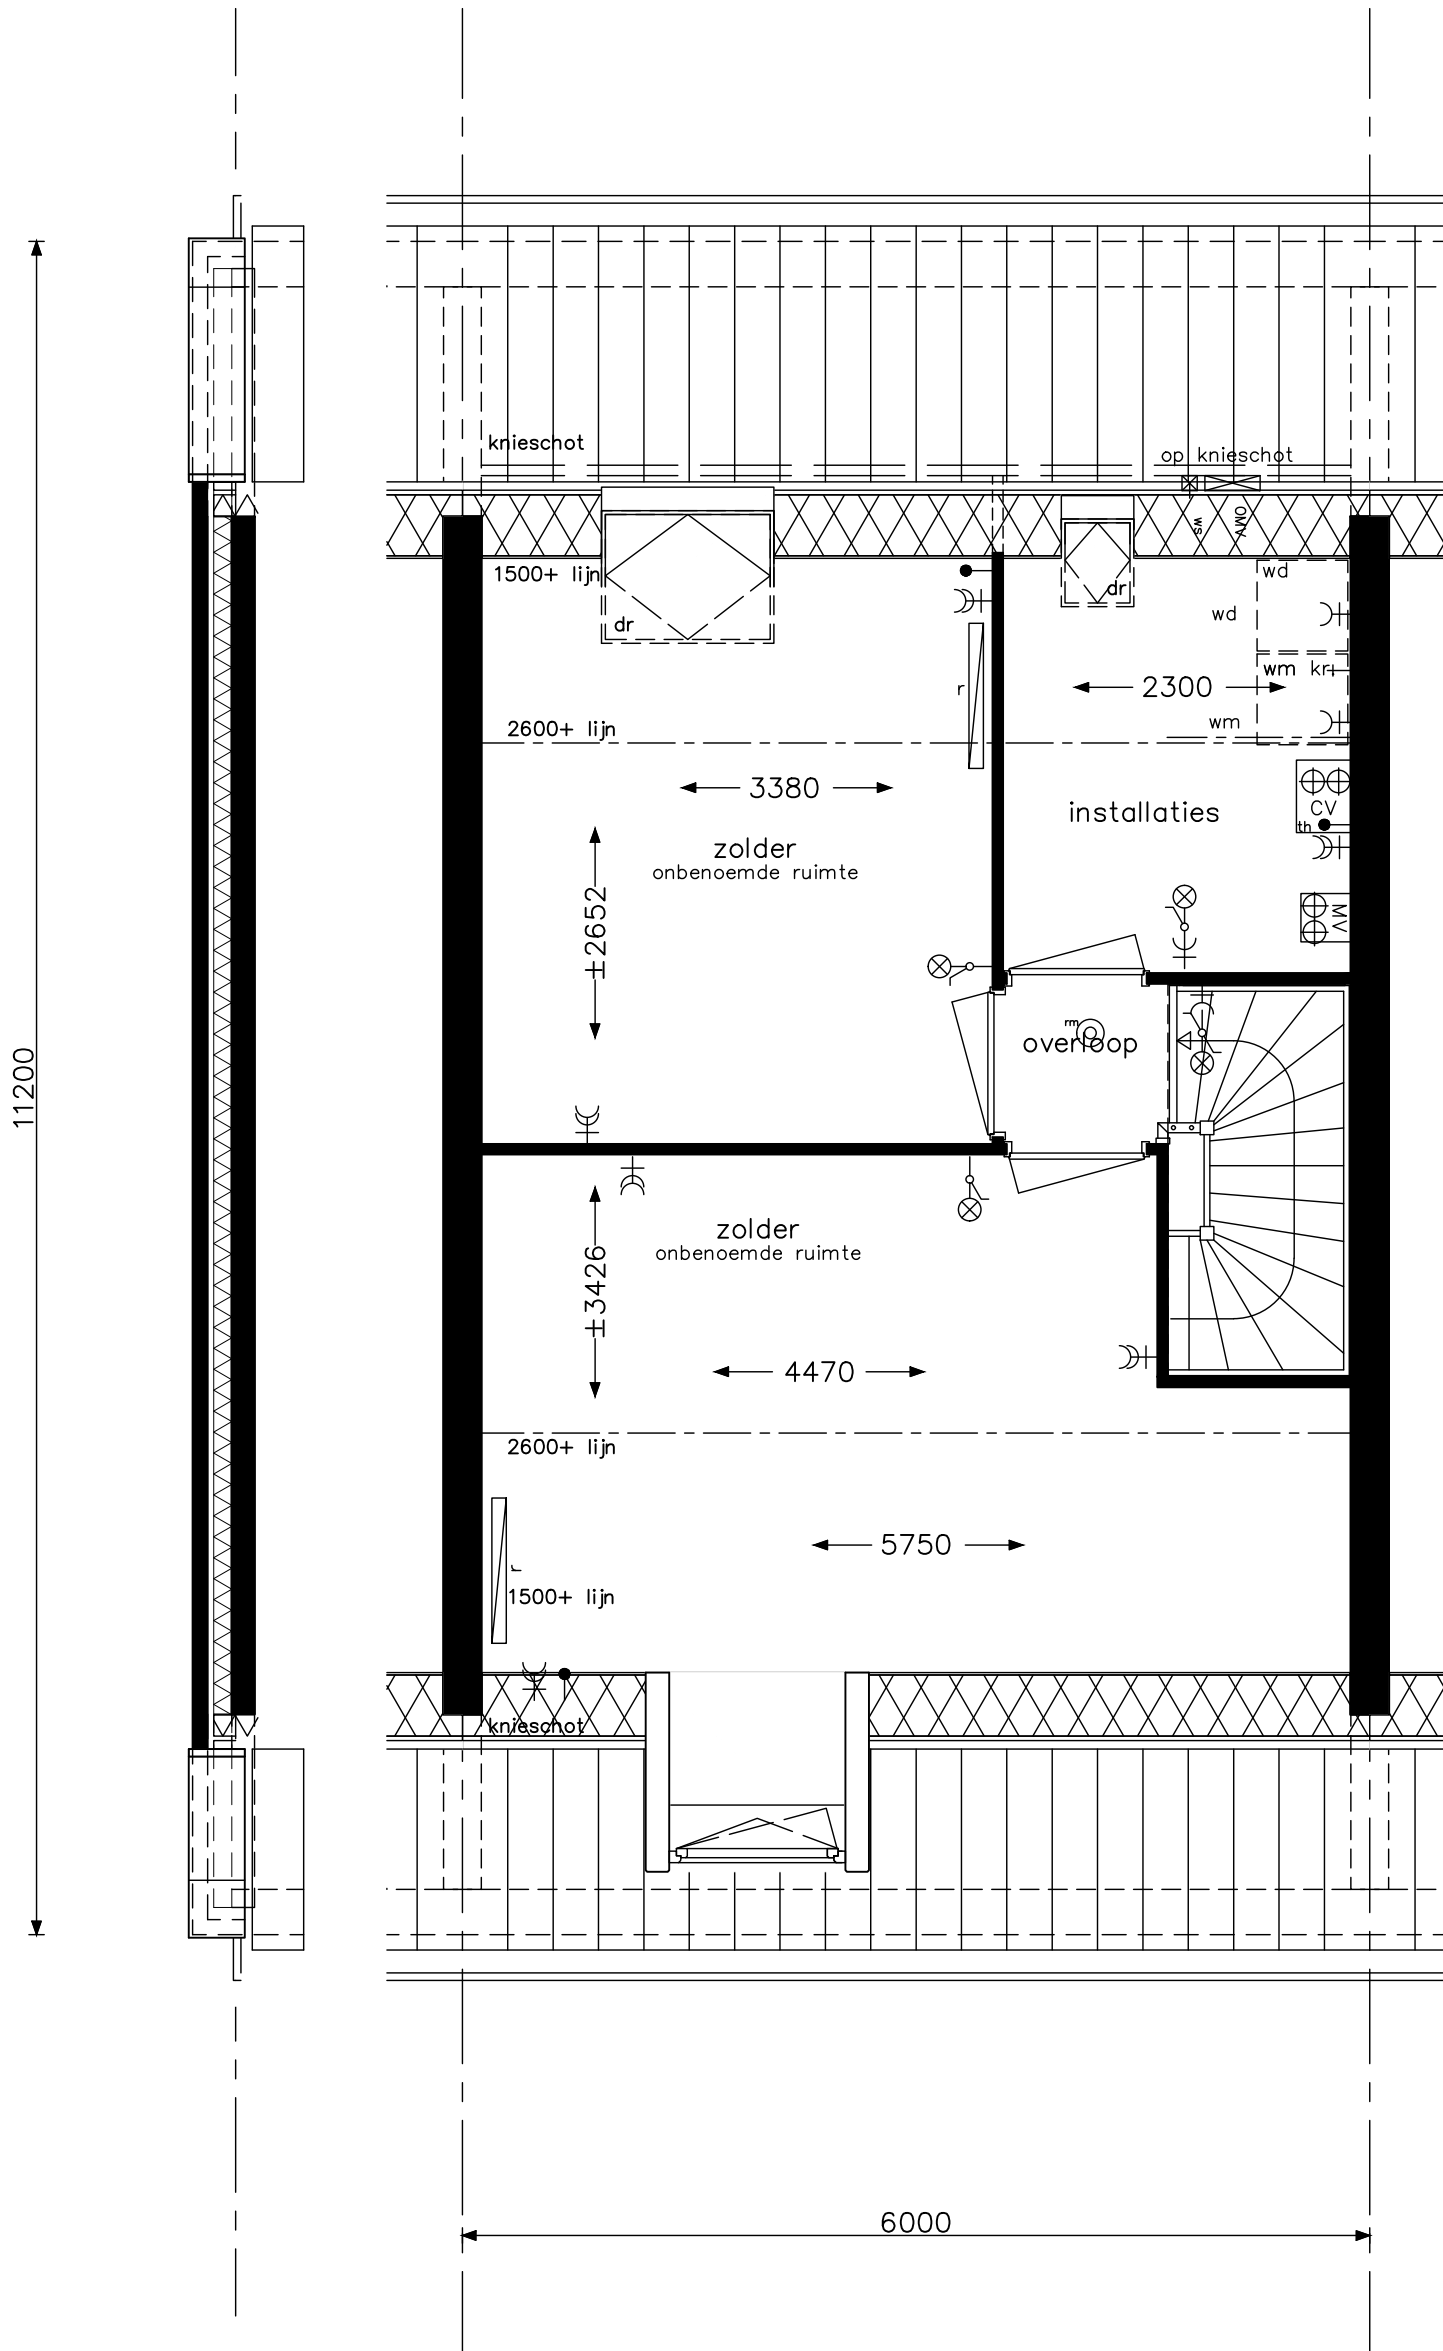 knieschot
op knieschot
ws
OMV
1500+ lijn
dr
dr
wd
wd
wm kr
r
2300
wm
2600+ lijn
3380
installaties
CV
th
zolder
onbenoemde ruimte
±2652
MV
rm
overloop
11200
zolder
onbenoemde ruimte
±3426
4470
2600+ lijn
5750
r
1500+ lijn
knieschot
6000